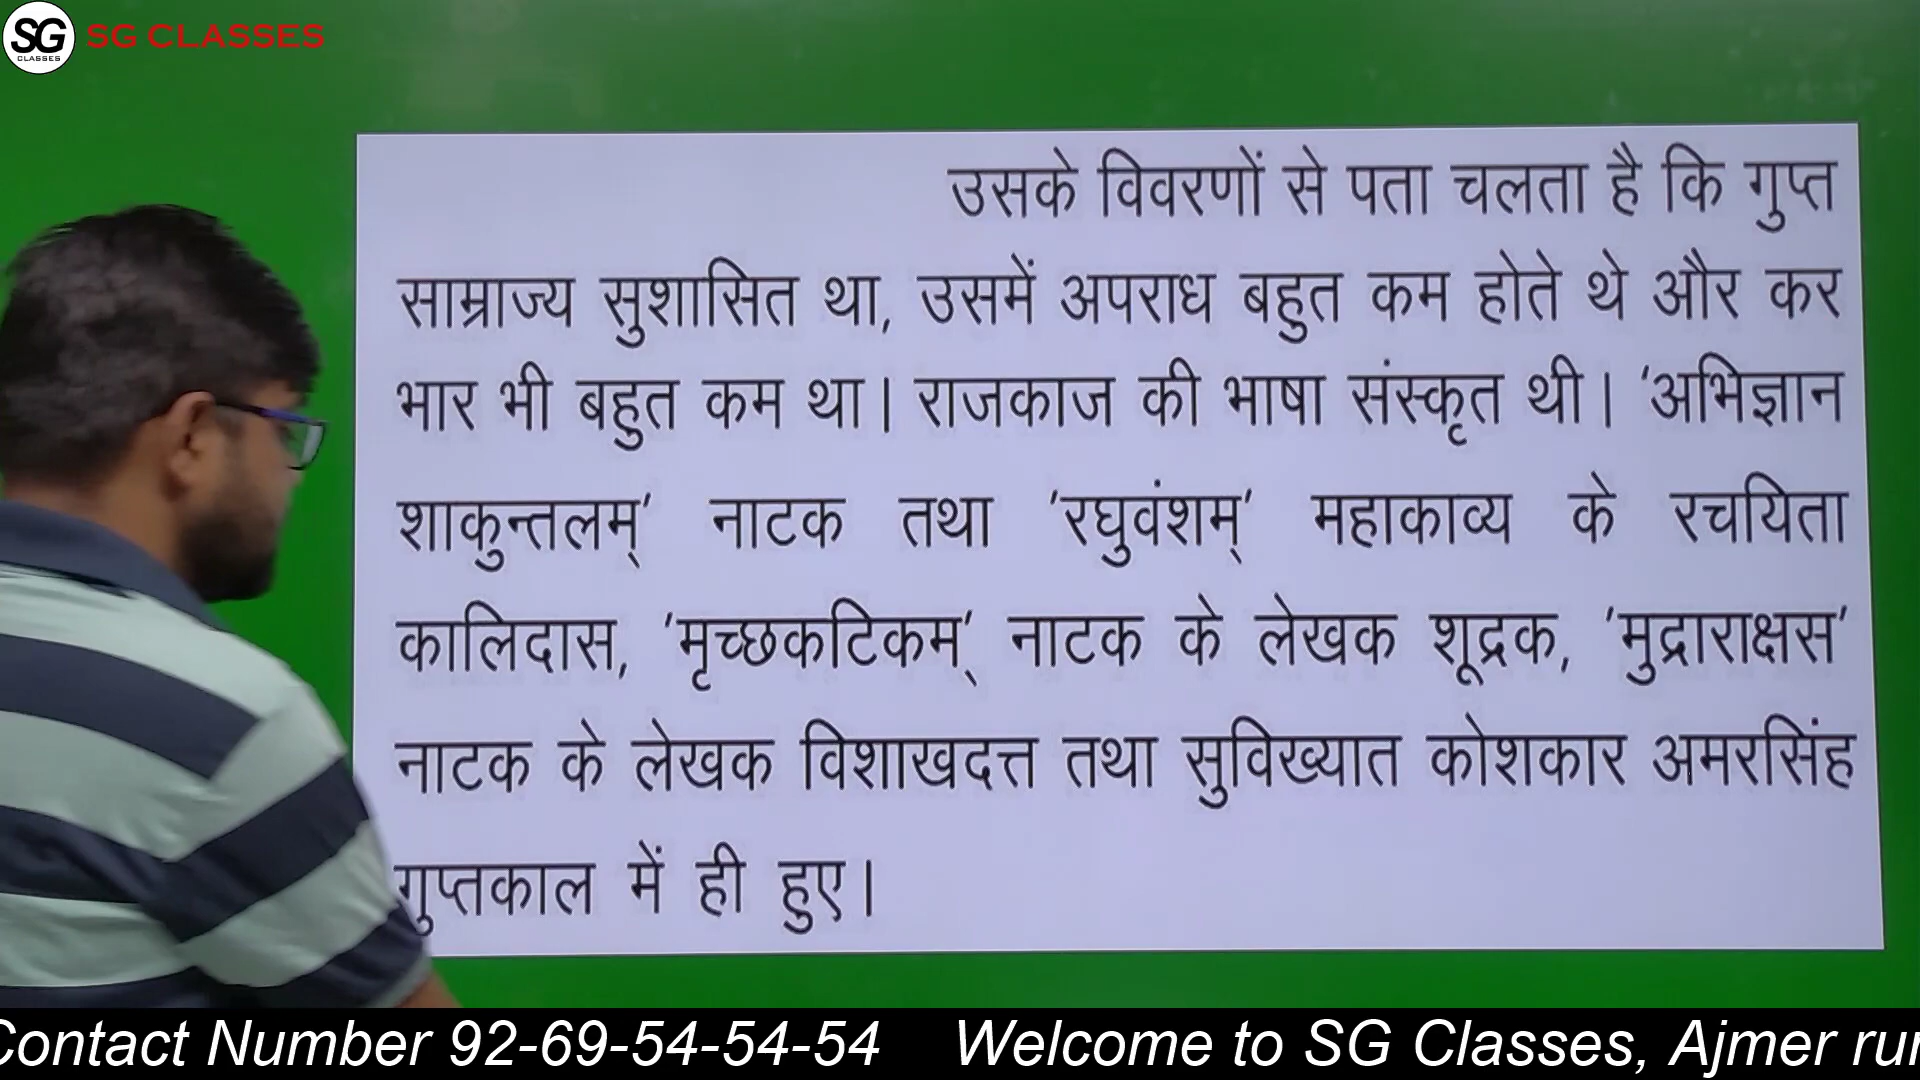 SG
CLASSES
SG CLASSES
उसके विवरणों से पता चलता है कि गुप्त
साम्राज्य सुशासित था, उसमें अपराध बहुत कम होते थे और कर
भार भी बहुत कम था। राजकाज की भाषा संस्कृत थी। ‘अभिज्ञान
शाकुन्तलम्’ नाटक तथा ‘रघुवंशम्’ महाकाव्य के रचयिता
कालिदास, ‘मृच्छकटिकम्’ नाटक के लेखक शूद्रक, ‘मुद्राराक्षस’
नाटक के लेखक विशाखदत्त तथा सुविख्यात कोशकार अमरसिंह
गुप्तकाल में ही हुए।
Contact Number 92-69-54-54-54 Welcome to SG Classes, Ajmer